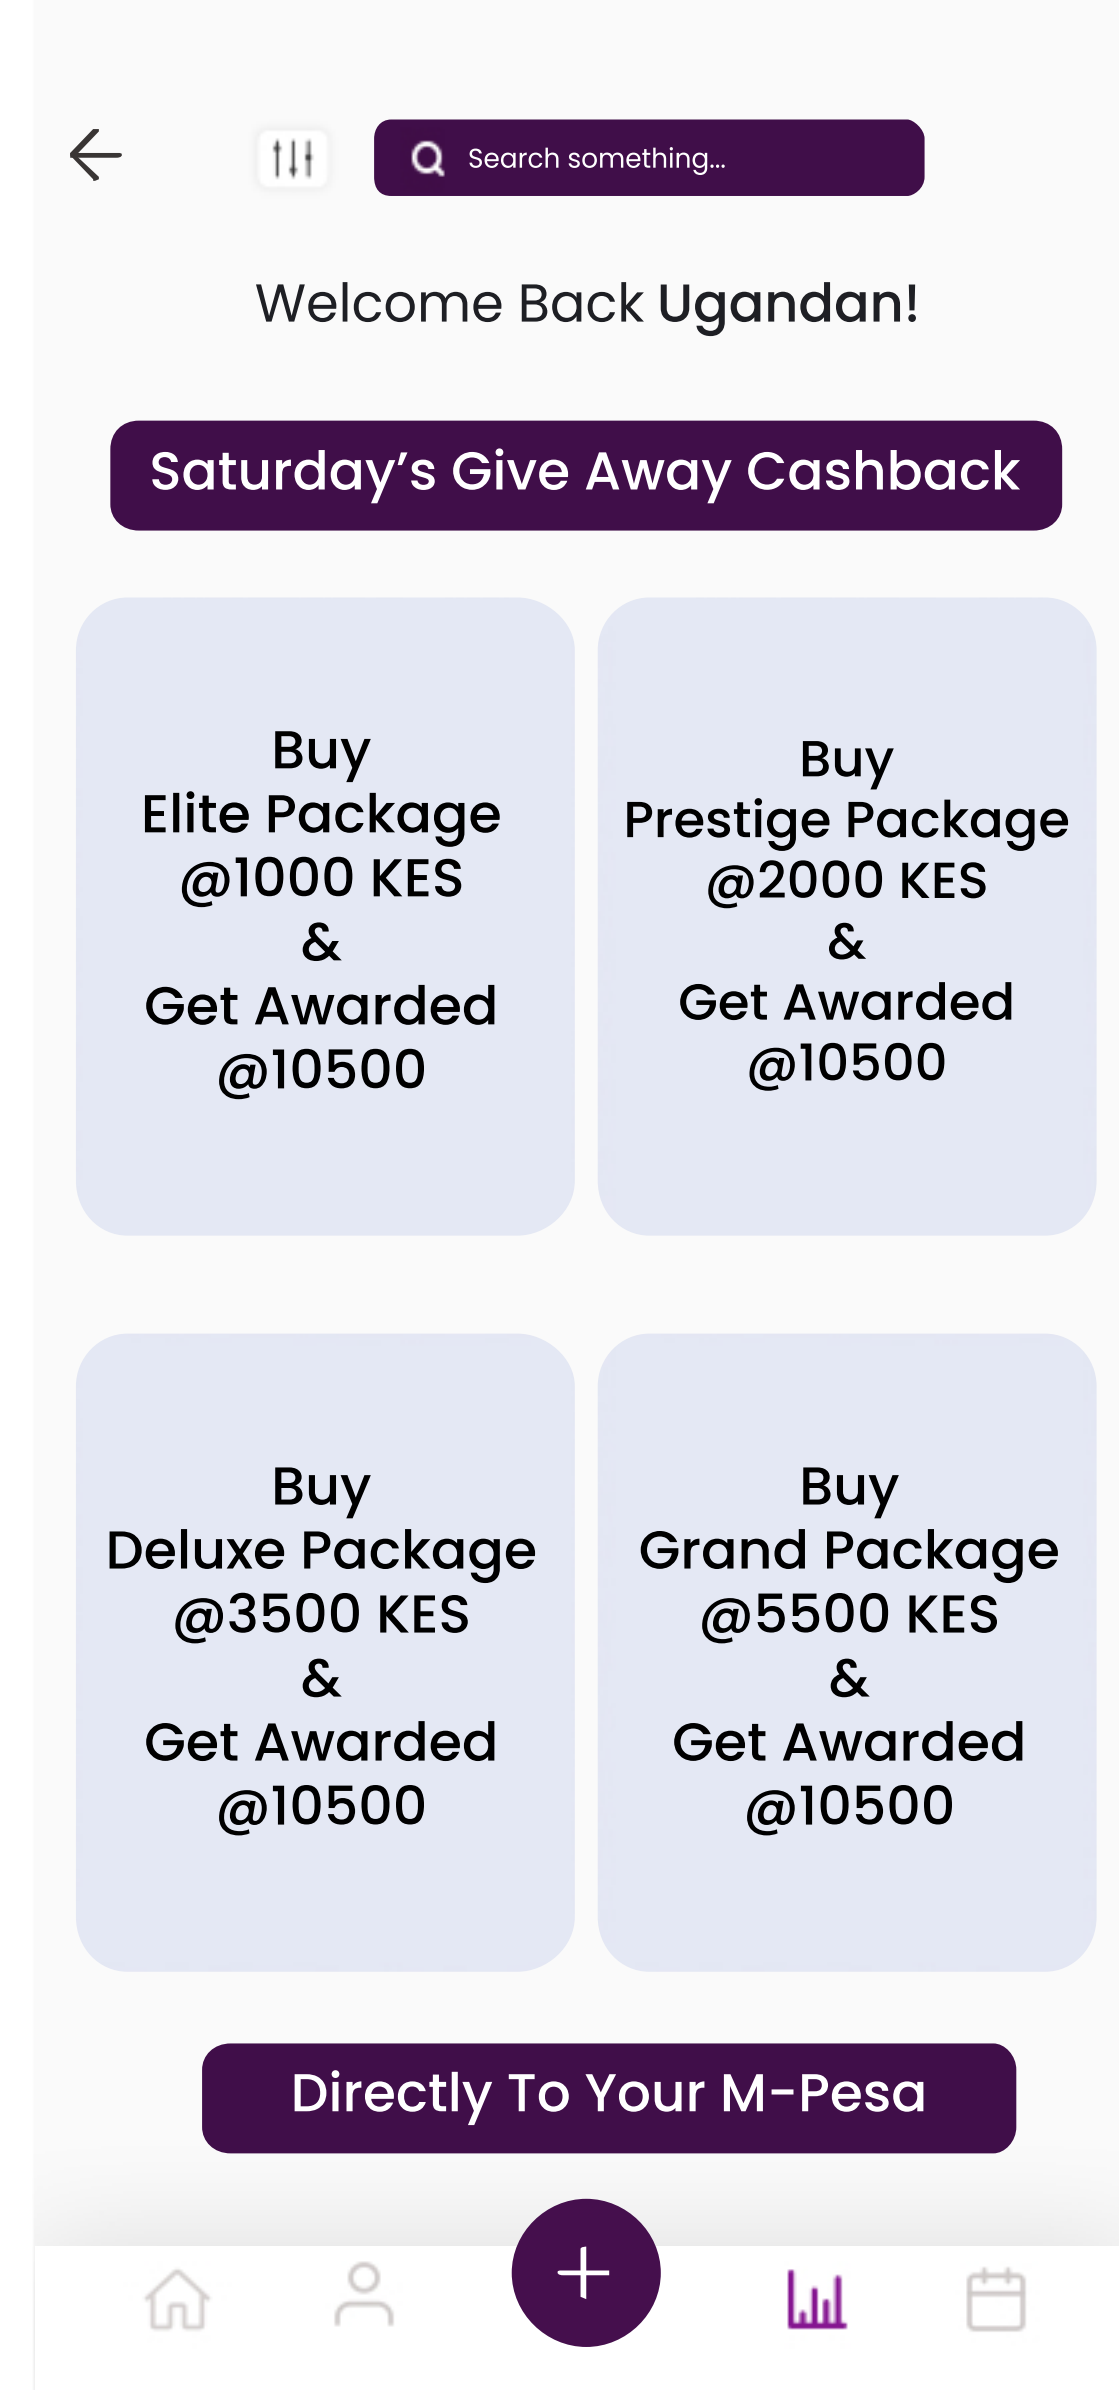 Search something...
Welcome Back Ugandan!
Saturday’s Give Away Cashback
Buy
Elite Package
@1000 KES
&
Get Awarded
@10500
Buy
Prestige Package
@2000 KES
&
Get Awarded
@10500
Buy
Deluxe Package
@3500 KES
&
Get Awarded
@10500
Buy
Grand Package
@5500 KES
&
Get Awarded
@10500
Directly To Your M-Pesa